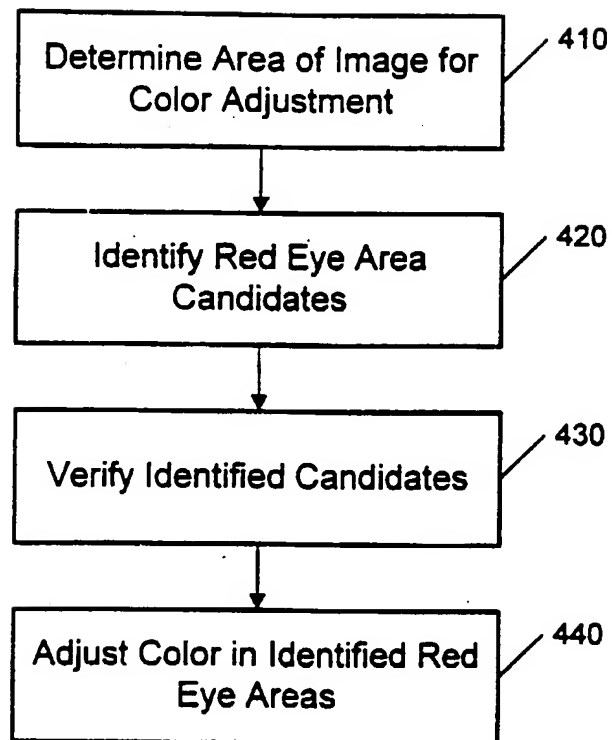 Determine Area of Image for
Color Adjustment
410
Identify Red Eye Area
Candidates
420
Verify Identified Candidates
430
Adjust Color in Identified Red
Eye Areas
440